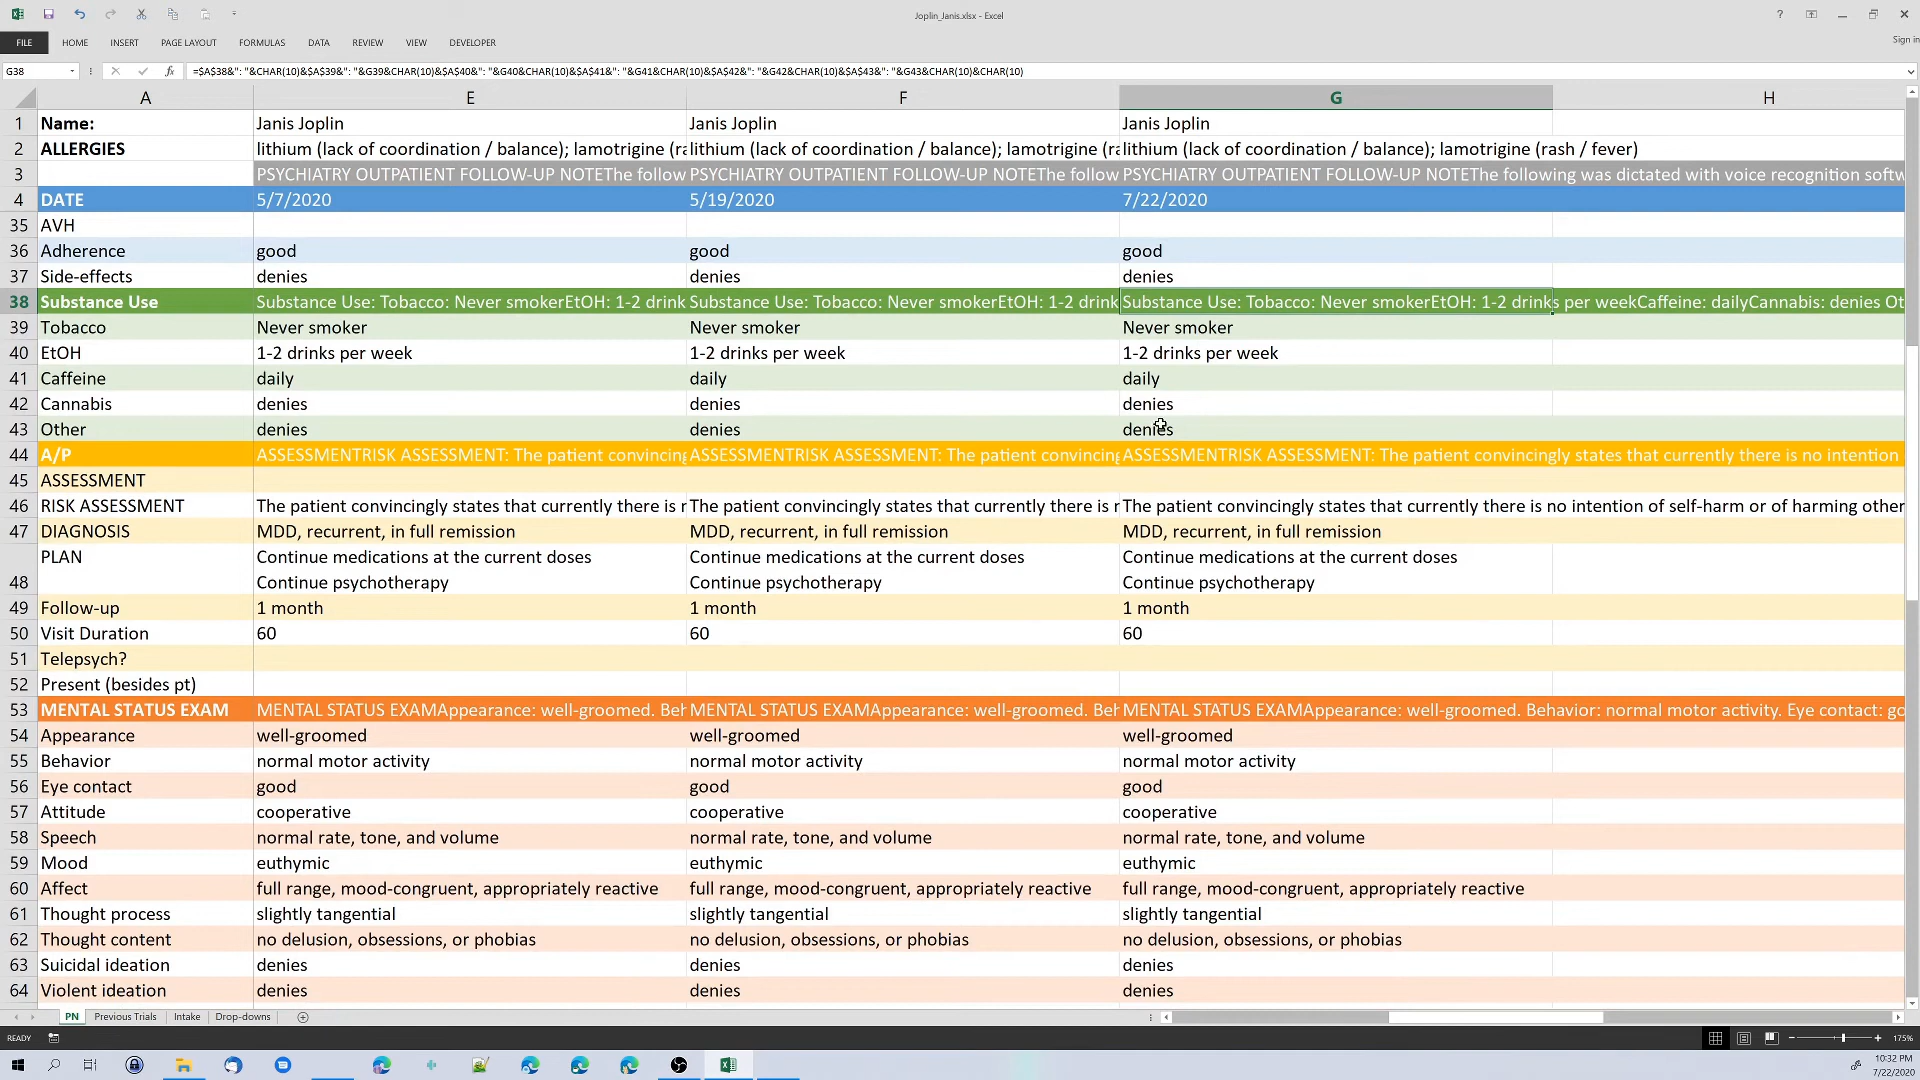 Joplin_Janis.xlsx - Excel
FILE HOME INSERT PAGE LAYOUT FORMULAS DATA REVIEW VIEW DEVELOPER Sign in
G38 fx =$A$38&": "&CHAR(10)&$A$39&": "&G39&CHAR(10)&$A$40&": "&G40&CHAR(10)&$A$41&": "&G41&CHAR(10)&$A$42&": "&G42&CHAR(10)&$A$43&": "&G43&CHAR(10)&CHAR(10)
A E F G H
1 Name: Janis Joplin Janis Joplin Janis Joplin
2 ALLERGIES lithium (lack of coordination / balance); lamotrigine (ra lithium (lack of coordination / balance); lamotrigine (ra lithium (lack of coordination / balance); lamotrigine (rash / fever)
3 PSYCHIATRY OUTPATIENT FOLLOW-UP NOTEThe follow PSYCHIATRY OUTPATIENT FOLLOW-UP NOTEThe follow PSYCHIATRY OUTPATIENT FOLLOW-UP NOTEThe following was dictated with voice recognition softw
4 DATE 5/7/2020 5/19/2020 7/22/2020
35 AVH
36 Adherence good good good
37 Side-effects denies denies denies
38 Substance Use Substance Use: Tobacco: Never smokerEtOH: 1-2 drink Substance Use: Tobacco: Never smokerEtOH: 1-2 drink Substance Use: Tobacco: Never smokerEtOH: 1-2 drinks per weekCaffeine: dailyCannabis: denies Ot
39 Tobacco Never smoker Never smoker Never smoker
40 EtOH 1-2 drinks per week 1-2 drinks per week 1-2 drinks per week
41 Caffeine daily daily daily
42 Cannabis denies denies denies
43 Other denies denies denies
44 A/P ASSESSMENTRISK ASSESSMENT: The patient convincing ASSESSMENTRISK ASSESSMENT: The patient convincing ASSESSMENTRISK ASSESSMENT: The patient convincingly states that currently there is no intention
45 ASSESSMENT
46 RISK ASSESSMENT The patient convincingly states that currently there is r The patient convincingly states that currently there is r The patient convincingly states that currently there is no intention of self-harm or of harming other
47 DIAGNOSIS MDD, recurrent, in full remission MDD, recurrent, in full remission MDD, recurrent, in full remission
PLAN Continue medications at the current doses Continue medications at the current doses Continue medications at the current doses
48 Continue psychotherapy Continue psychotherapy Continue psychotherapy
49 Follow-up 1 month 1 month 1 month
50 Visit Duration 60 60 60
51 Telepsych?
52 Present (besides pt)
53 MENTAL STATUS EXAM MENTAL STATUS EXAMAppearance: well-groomed. Beh MENTAL STATUS EXAMAppearance: well-groomed. Beh MENTAL STATUS EXAMAppearance: well-groomed. Behavior: normal motor activity. Eye contact: go
54 Appearance well-groomed well-groomed well-groomed
55 Behavior normal motor activity normal motor activity normal motor activity
56 Eye contact good good good
57 Attitude cooperative cooperative cooperative
58 Speech normal rate, tone, and volume normal rate, tone, and volume normal rate, tone, and volume
59 Mood euthymic euthymic euthymic
60 Affect full range, mood-congruent, appropriately reactive full range, mood-congruent, appropriately reactive full range, mood-congruent, appropriately reactive
61 Thought process slightly tangential slightly tangential slightly tangential
62 Thought content no delusion, obsessions, or phobias no delusion, obsessions, or phobias no delusion, obsessions, or phobias
63 Suicidal ideation denies denies denies
64 Violent ideation denies denies denies
PN Previous Trials Intake Drop-downs
READY 175%
10:32 PM
7/22/2020